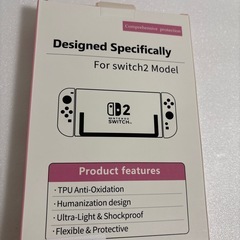 Comprehensive protection
Designed Specifically
For switch2 Model
2
NINTENDO
SWITCH
Product features
• TPU Anti-Oxidation
• Humanization design
• Ultra-Light & Shockproof
• Flexible & Protective